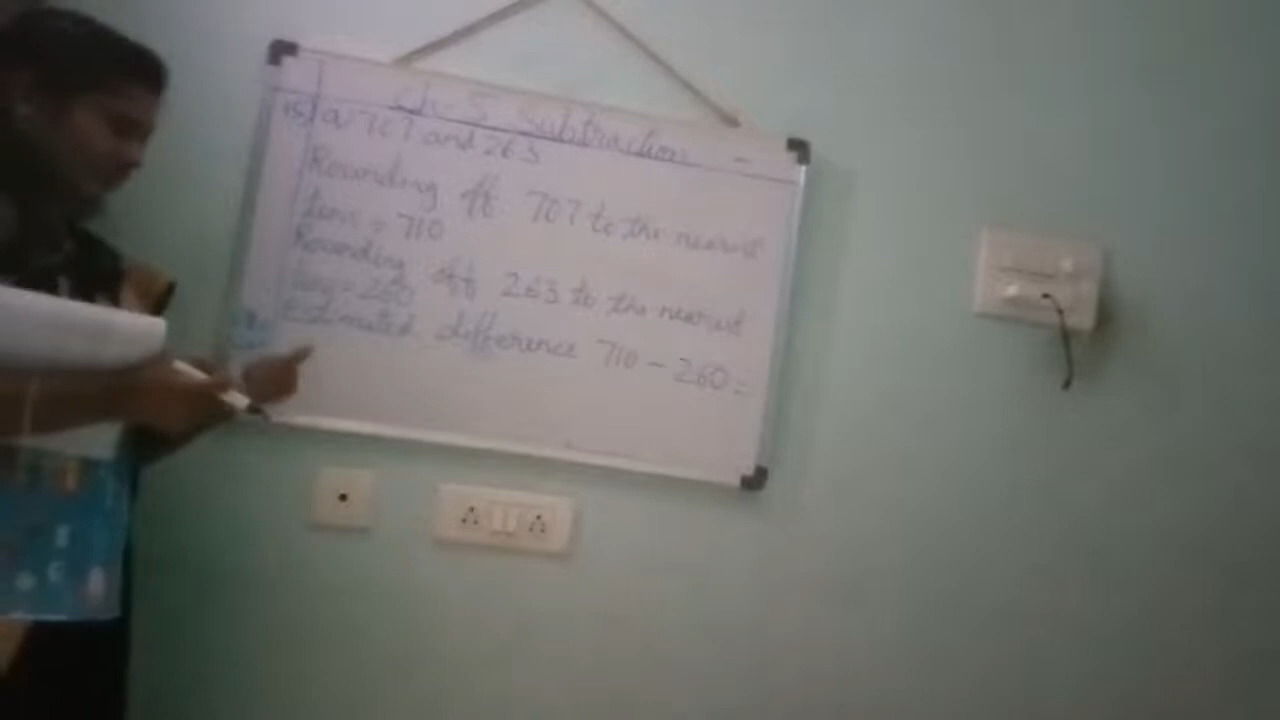 Ch-5 Subtraction
15) a) 707 and 263
Rounding off 707 to the nearest
tens = 710
Rounding off 263 to the nearest
tens = 260
Estimated difference 710 - 260 =